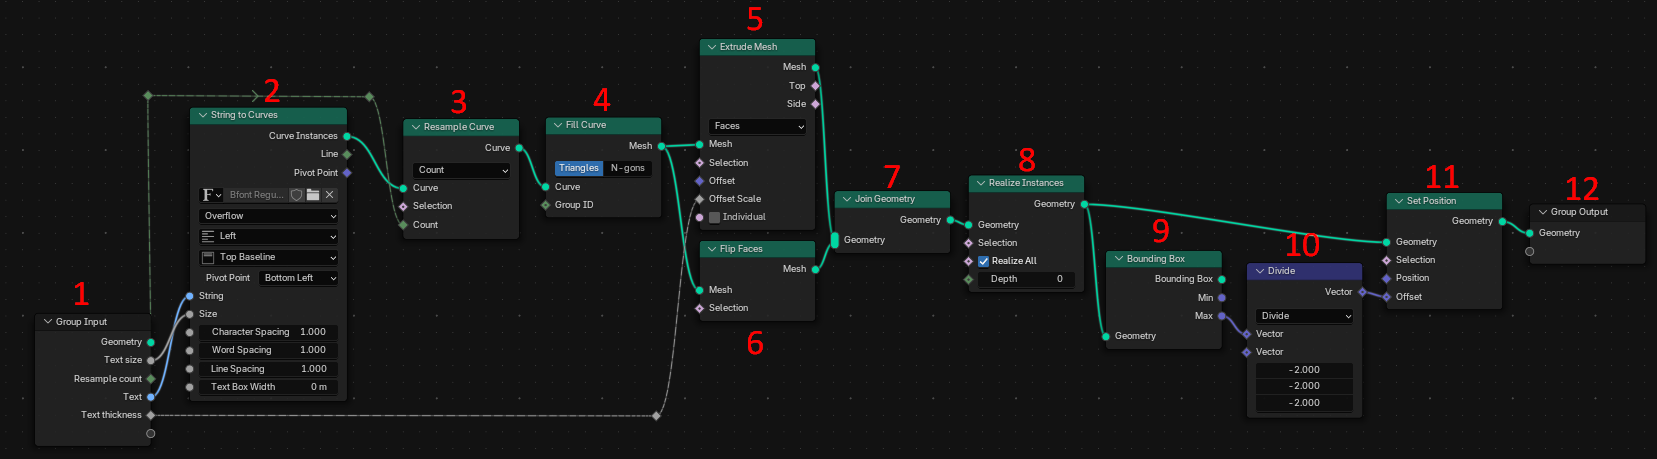 1
Group Input
Geometry
Text size
Resample count
Text
Text thickness
2
String to Curves
Curve Instances
Line
Pivot Point
F
Bfont Regu...
Overflow
Left
Top Baseline
Pivot Point Bottom Left
String
Size
Character Spacing 1.000
Word Spacing 1.000
Line Spacing 1.000
Text Box Width 0 m
3
Resample Curve
Curve
Count
Curve
Selection
Count
4
Fill Curve
Mesh
Triangles N-gons
Curve
Group ID
5
Extrude Mesh
Mesh
Top
Side
Faces
Mesh
Selection
Offset
Offset Scale
Individual
Flip Faces
Mesh
Mesh
Selection
6
7
Join Geometry
Geometry
Geometry
8
Realize Instances
Geometry
Geometry
Selection
Realize All
Depth 0
9
Bounding Box
Bounding Box
Min
Max
Geometry
10
Divide
Vector
Divide
Vector
Vector
-2.000
-2.000
-2.000
11
Set Position
Geometry
Geometry
Selection
Position
Offset
12
Group Output
Geometry